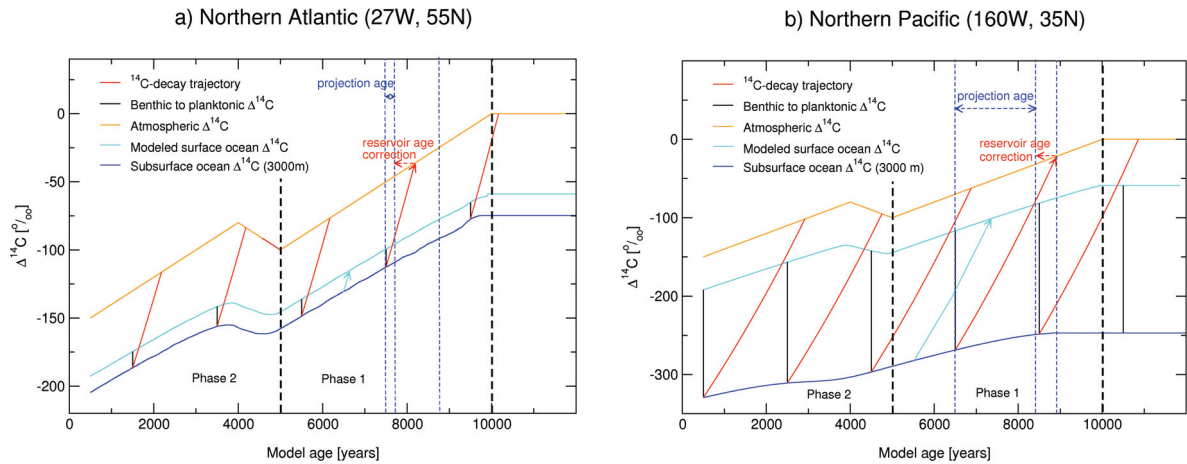 a) Northern Atlantic (27W, 55N)
¹⁴C-decay trajectory
Benthic to planktonic Δ¹⁴C
Atmospheric Δ¹⁴C
Modeled surface ocean Δ¹⁴C
Subsurface ocean Δ¹⁴C (3000m)
projection age
reservoir age
correction
Phase 2
Phase 1
0
-50
-100
-150
-200
Δ¹⁴C [°/₀₀]
0
2000
4000
6000
8000
10000
Model age [years]
b) Northern Pacific (160W, 35N)
¹⁴C-decay trajectory
Benthic to planktonic Δ¹⁴C
Atmospheric Δ¹⁴C
Modeled surface ocean Δ¹⁴C
Subsurface ocean Δ¹⁴C (3000 m)
projection age
reservoir age
correction
Phase 2
Phase 1
0
-100
-200
-300
Δ¹⁴C [°/₀₀]
0
2000
4000
6000
8000
10000
Model age [years]